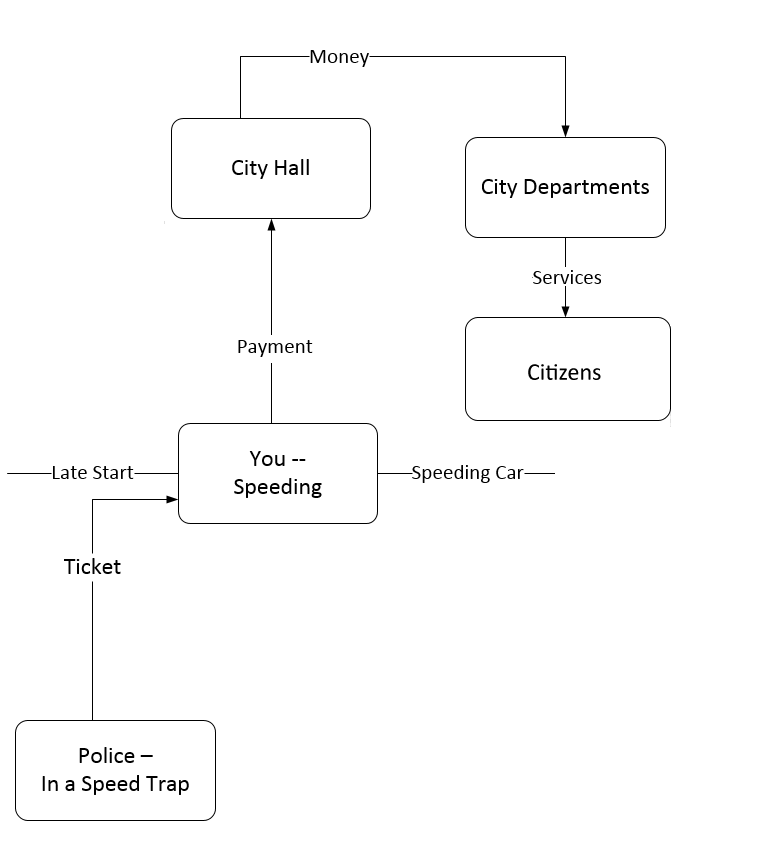 Money
City Hall
City Departments
Services
Payment
Citizens
You --
Speeding
Late Start
Speeding Car
Ticket
Police –
In a Speed Trap